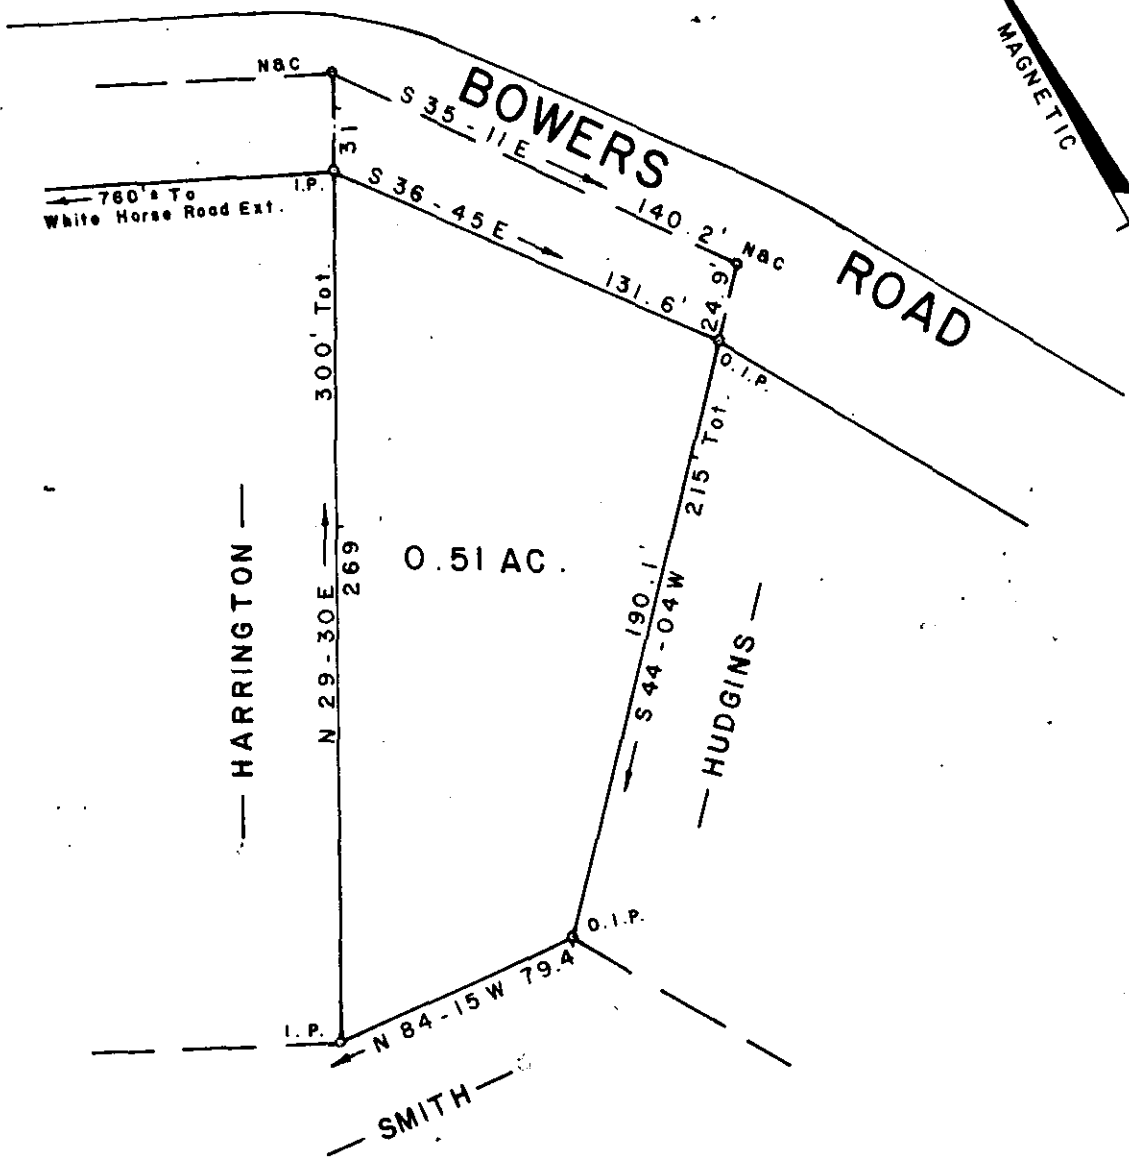 MAGNETIC
N&C
BOWERS
ROAD
S 35-11 E
140.2' N&C
31
I.P.
S 36-45 E
131.6'
24.9'
O.I.P.
760'± To
White Horse Road Ext.
300' Tot.
215' Tot.
HARRINGTON
N 29-30E
269
0.51 AC.
190.1'
S 44-04 W
HUDGINS
O.I.P.
N 84-15 W 79.4
I.P.
SMITH